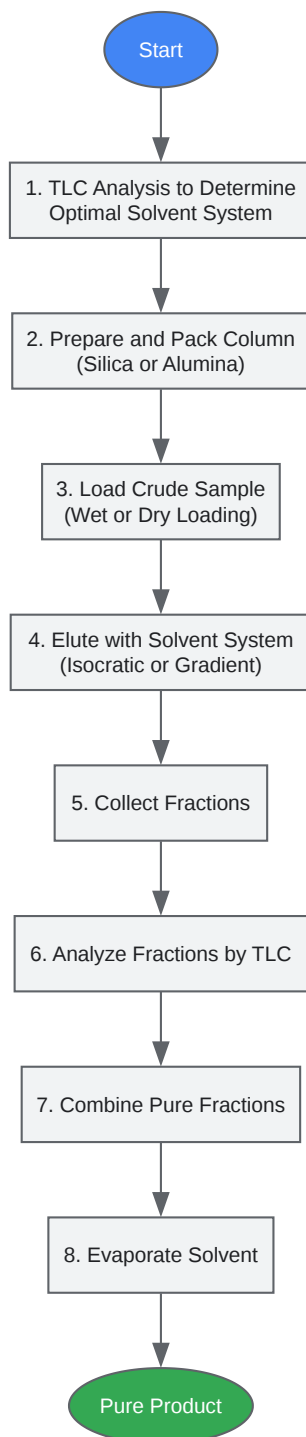 Start
1. TLC Analysis to Determine
Optimal Solvent System
2. Prepare and Pack Column
(Silica or Alumina)
3. Load Crude Sample
(Wet or Dry Loading)
4. Elute with Solvent System
(Isocratic or Gradient)
5. Collect Fractions
6. Analyze Fractions by TLC
7. Combine Pure Fractions
8. Evaporate Solvent
Pure Product